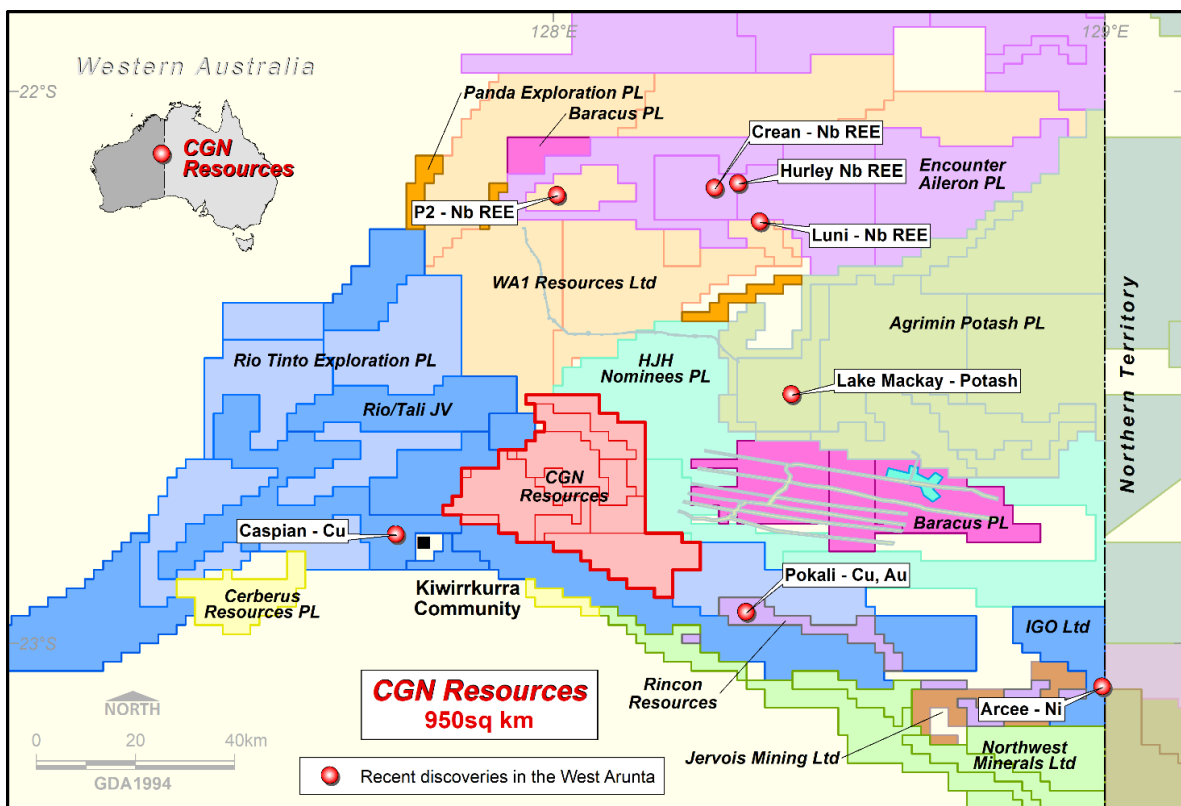 128°E
129°E
Western Australia
22°S
Panda Exploration PL
Baracus PL
Crean - Nb REE
Hurley Nb REE
Encounter
Aileron PL
CGN
Resources
P2 - Nb REE
Luni - Nb REE
WA1 Resources Ltd
Northern Territory
Agrimin Potash PL
Rio Tinto Exploration PL
HJH
Nominees PL
Lake Mackay - Potash
Rio/Tali JV
CGN
Resources
Baracus PL
Caspian - Cu
Kiwirrkurra
Community
Pokali - Cu, Au
Cerberus
Resources PL
IGO Ltd
23°S
CGN Resources
950sq km
Rincon
Resources
Arcee - Ni
NORTH
0 20 40km
GDA1994
Jervois Mining Ltd
Northwest
Minerals Ltd
Recent discoveries in the West Arunta